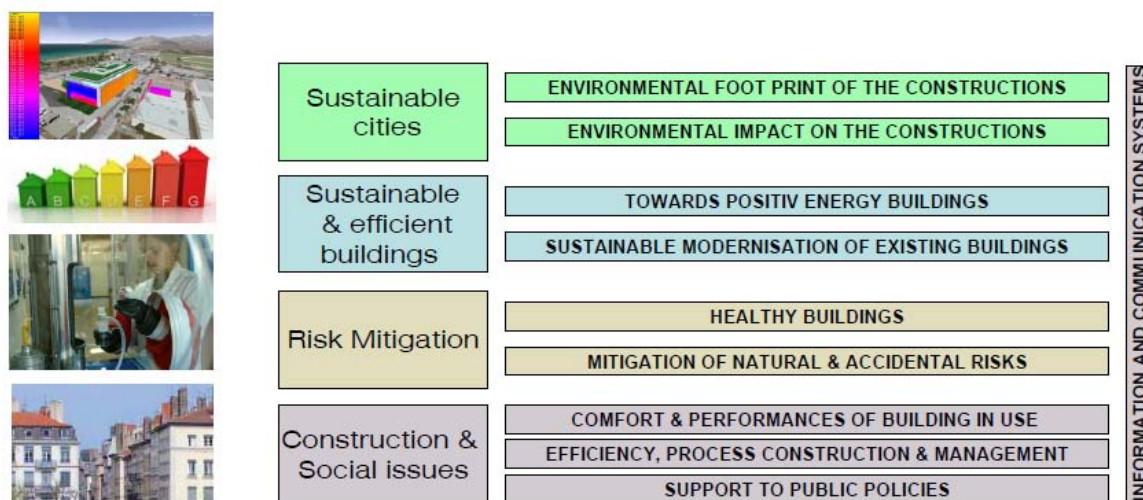 Sustainable
cities
ENVIRONMENTAL FOOT PRINT OF THE CONSTRUCTIONS
ENVIRONMENTAL IMPACT ON THE CONSTRUCTIONS
A B C D E F G
Sustainable
& efficient
buildings
TOWARDS POSITIV ENERGY BUILDINGS
SUSTAINABLE MODERNISATION OF EXISTING BUILDINGS
Risk Mitigation
HEALTHY BUILDINGS
MITIGATION OF NATURAL & ACCIDENTAL RISKS
Construction &
Social issues
COMFORT & PERFORMANCES OF BUILDING IN USE
EFFICIENCY, PROCESS CONSTRUCTION & MANAGEMENT
SUPPORT TO PUBLIC POLICIES
INFORMATION AND COMMUNICATION SYSTEMS